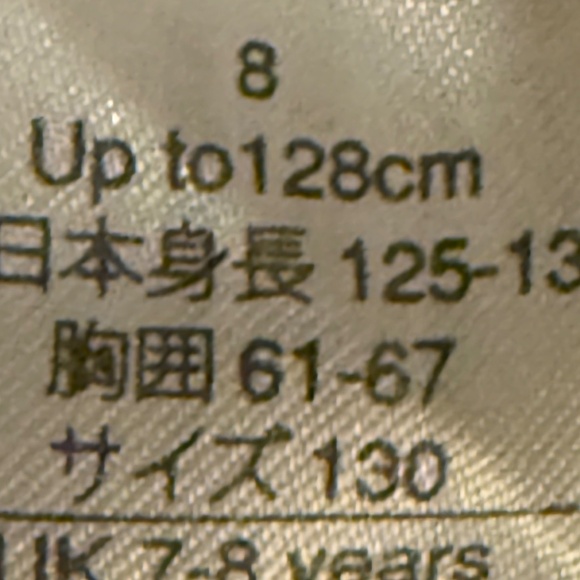 8
Up to128cm
日本身長 125-13
胸囲 61-67
サイズ 130
UK 7-8 years